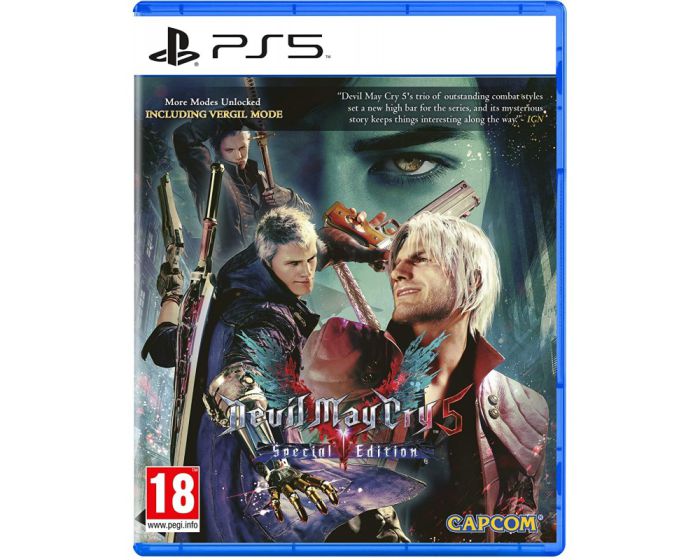 PS5™
More Modes Unlocked
INCLUDING VERGIL MODE
“Devil May Cry 5's trio of outstanding combat styles
set a new high bar for the series, and its mysterious
story keeps things interesting along the way.”- IGN
Devil May Cry 5
Special Edition
18
www.pegi.info
CAPCOM